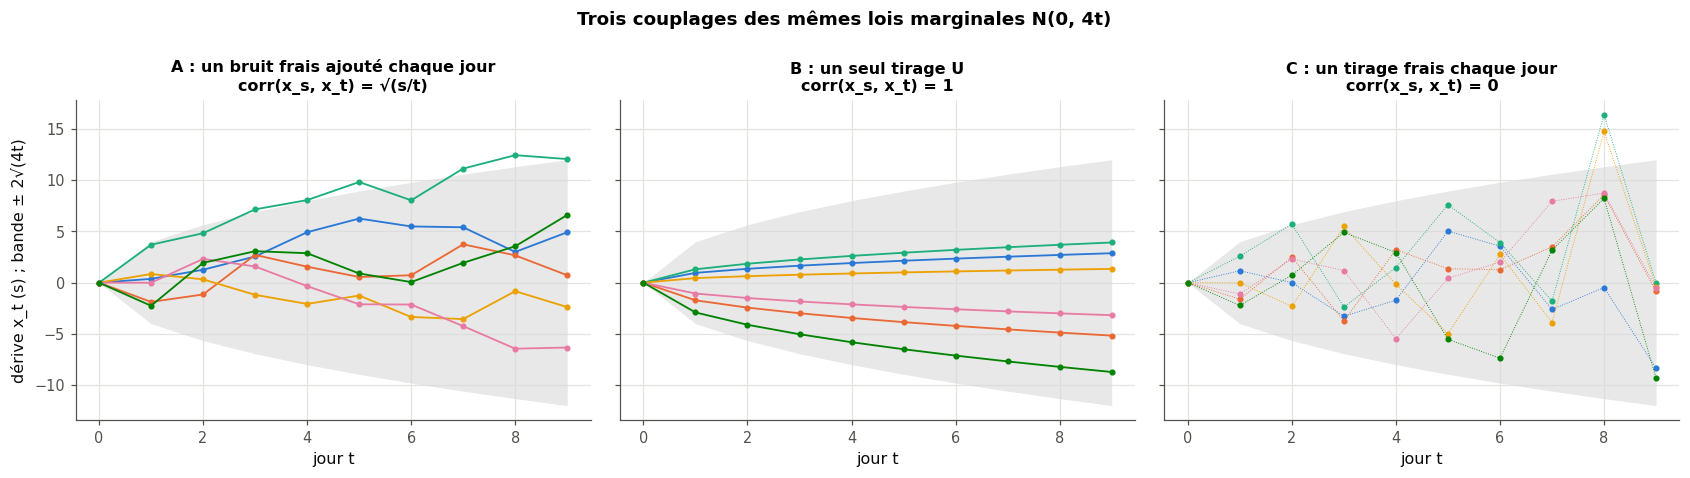 Trois couplages des mêmes lois marginales N(0, 4t)
A : un bruit frais ajouté chaque jour
corr(x_s, x_t) = √(s/t)
B : un seul tirage U
corr(x_s, x_t) = 1
C : un tirage frais chaque jour
corr(x_s, x_t) = 0
dérive x_t (s) ; bande ± 2√(4t)
15
10
5
0
−5
−10
0 2 4 6 8
0 2 4 6 8
0 2 4 6 8
jour t
jour t
jour t